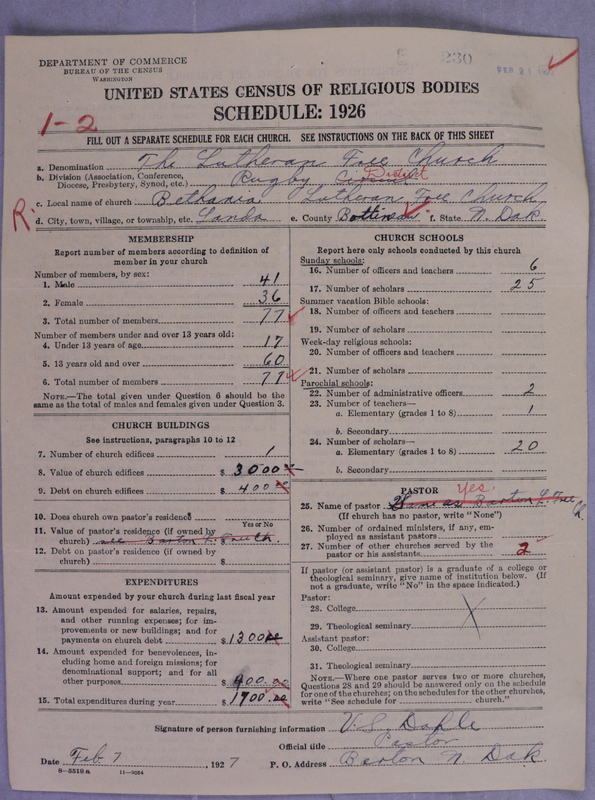 DEPARTMENT OF COMMERCE
BUREAU OF THE CENSUS
WASHINGTON
230
FEB 21
UNITED STATES CENSUS OF RELIGIOUS BODIES
SCHEDULE: 1926
1-2
FILL OUT A SEPARATE SCHEDULE FOR EACH CHURCH. SEE INSTRUCTIONS ON THE BACK OF THIS SHEET
a. Denomination The Lutheran Free Church
b. Division (Association, Conference, Diocese, Presbytery, Synod, etc.) Rugby District
c. Local name of church Bethania Lutheran Free Church
R.
d. City, town, village, or township, etc. Landa e. County Bottineau f. State N. Dak.
MEMBERSHIP
Report number of members according to definition of
member in your church
Number of members, by sex:
1. Male 41
2. Female 36
3. Total number of members 77
Number of members under and over 13 years old:
4. Under 13 years of age 17
5. 13 years old and over 60
6. Total number of members 77
NOTE.—The total given under Question 6 should be
same as the total of males and females given under Question 3.
CHURCH BUILDINGS
See instructions, paragraphs 10 to 12
7. Number of church edifices 1
8. Value of church edifices $ 3000
9. Debt on church edifices $ 400
10. Does church own pastor's residence
Yes or No
11. Value of pastor's residence (if owned by
church) see Barton L. $
12. Debt on pastor's residence (if owned by
church) $
EXPENDITURES
Amount expended by your church during last fiscal year
13. Amount expended for salaries, repairs,
and other running expenses; for im-
provements or new buildings; and for
payments on church debt $ 1300
14. Amount expended for benevolences, in-
cluding home and foreign missions; for
denominational support; and for all
other purposes $ 400.00
15. Total expenditures during year $ 1700.00
CHURCH SCHOOLS
Report here only schools conducted by this church
Sunday schools:
16. Number of officers and teachers 6
17. Number of scholars 25
Summer vacation Bible schools:
18. Number of officers and teachers
19. Number of scholars
Week-day religious schools:
20. Number of officers and teachers
21. Number of scholars
Parochial schools:
22. Number of administrative officers 2
23. Number of teachers—
a. Elementary (grades 1 to 8) 1
b. Secondary
24. Number of scholars—
a. Elementary (grades 1 to 8) 20
b. Secondary
PASTOR yes.
25. Name of pastor Same as Barton L. Free Ch.
(If church has no pastor, write "None")
26. Number of ordained ministers, if any, em-
ployed as assistant pastors
27. Number of other churches served by the
pastor or his assistants 2
If pastor (or assistant pastor) is a graduate of a college or
theological seminary, give name of institution below. (If
not a graduate, write "No" in the space indicated.)
Pastor:
28. College
29. Theological seminary
Assistant pastor:
30. College
31. Theological seminary
NOTE.—Where one pastor serves two or more churches,
Questions 28 and 29 should be answered only on the schedule
for one of the churches; on the schedules for the other churches,
write "See schedule for church."
Signature of person furnishing information V. S. Dahle
Official title Pastor
Date Feb 7, 1927 P. O. Address Barton N. Dak
8—5518 a 11—9064